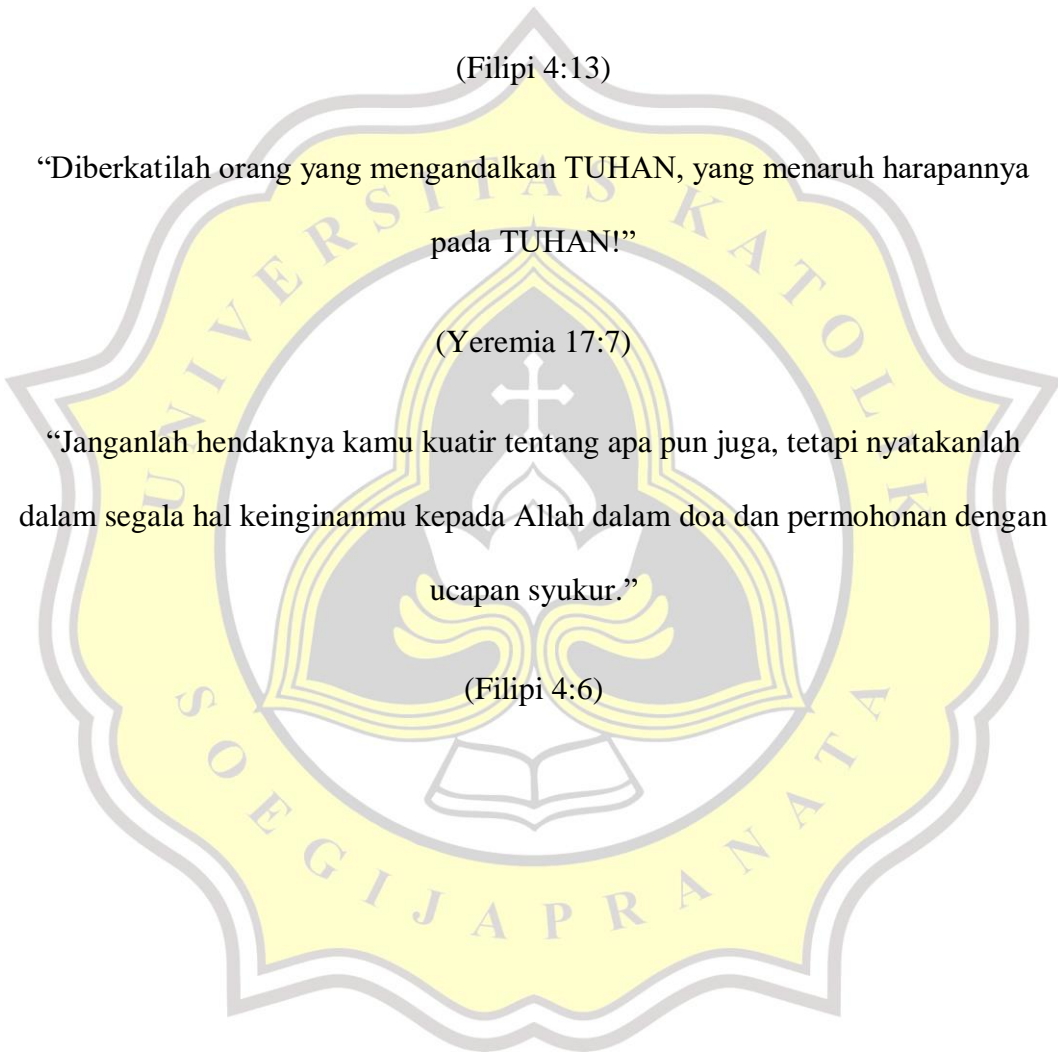 (Filipi 4:13)
“Diberkatilah orang yang mengandalkan TUHAN, yang menaruh harapannya
pada TUHAN!”
(Yeremia 17:7)
“Janganlah hendaknya kamu kuatir tentang apa pun juga, tetapi nyatakanlah
dalam segala hal keinginanmu kepada Allah dalam doa dan permohonan dengan
ucapan syukur.”
(Filipi 4:6)
UNIVERSITAS KATOLIK
SOEGIJAPRANATA